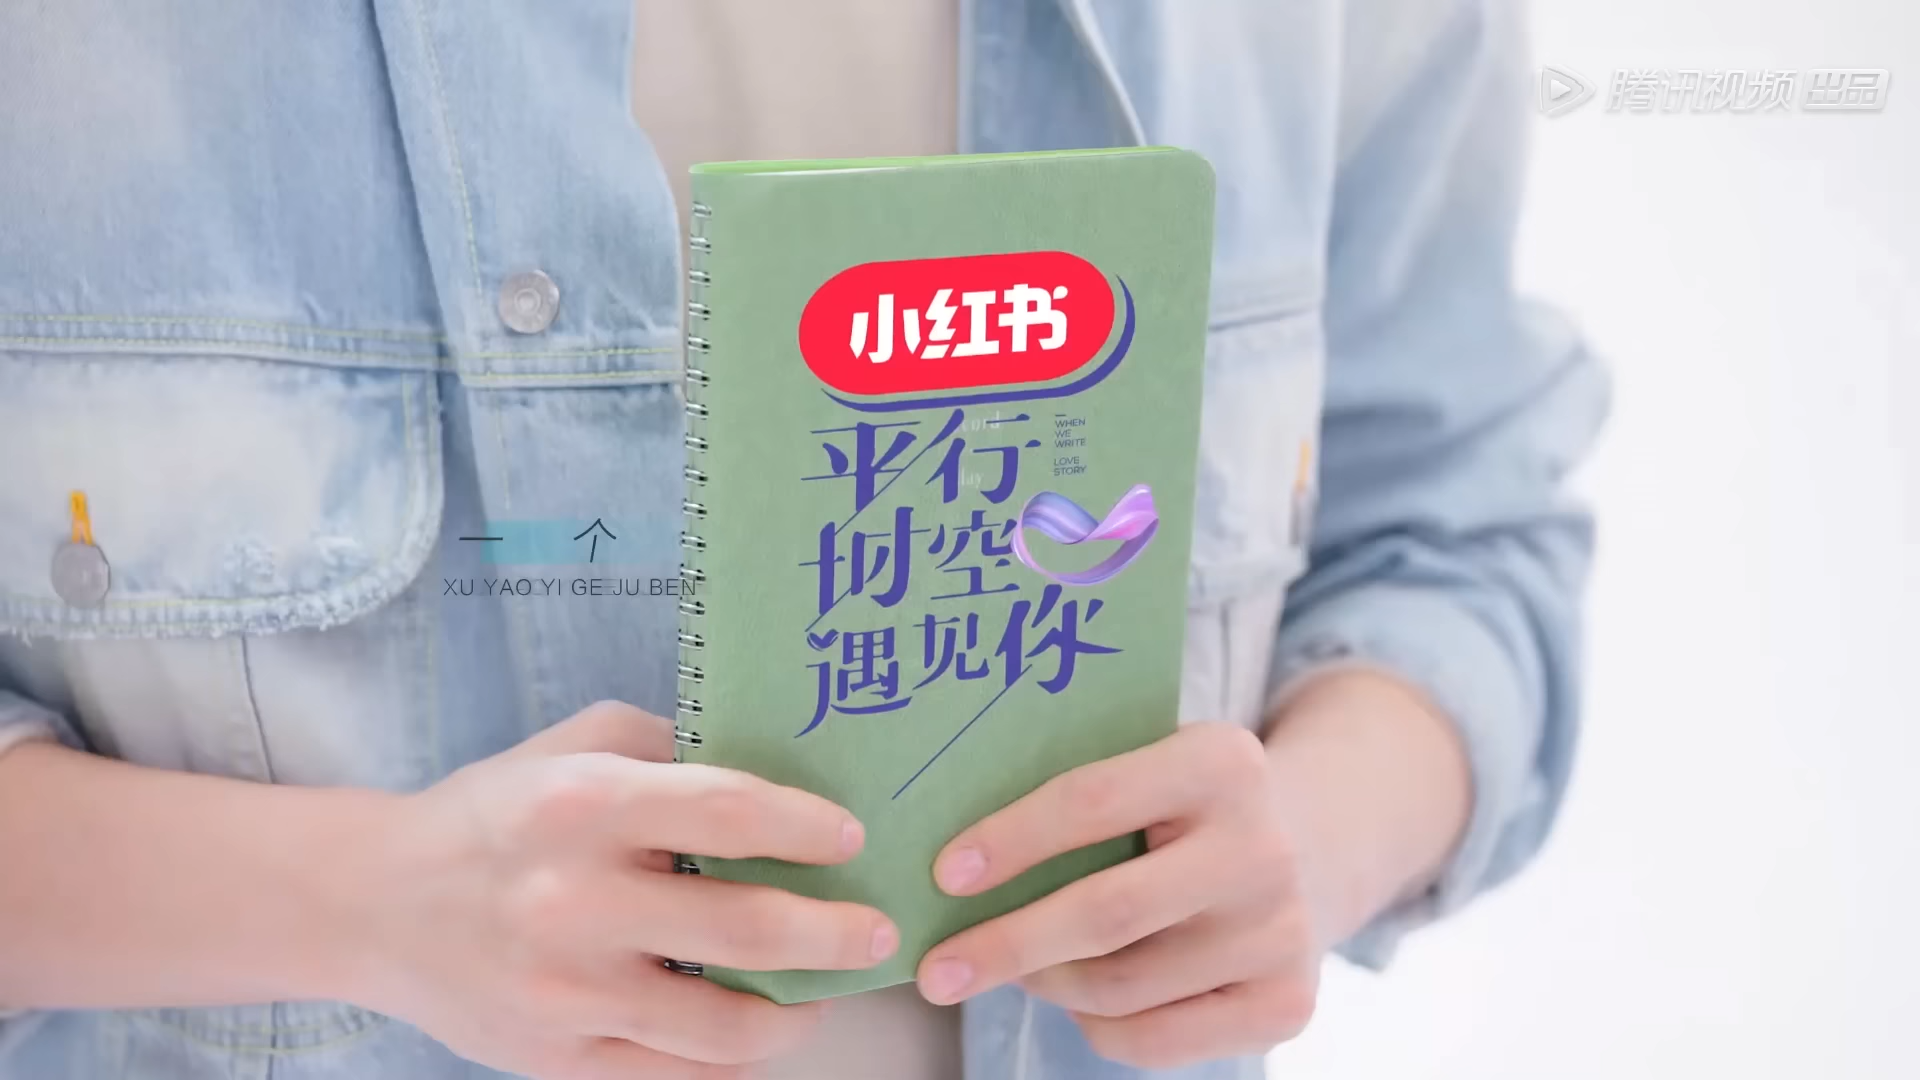 腾讯视频 出品
小红书
平行
WHEN
WE
WRITE
LOVE
STORY
时空
遇见你
一 个
XU YAO YI GE JU BEN